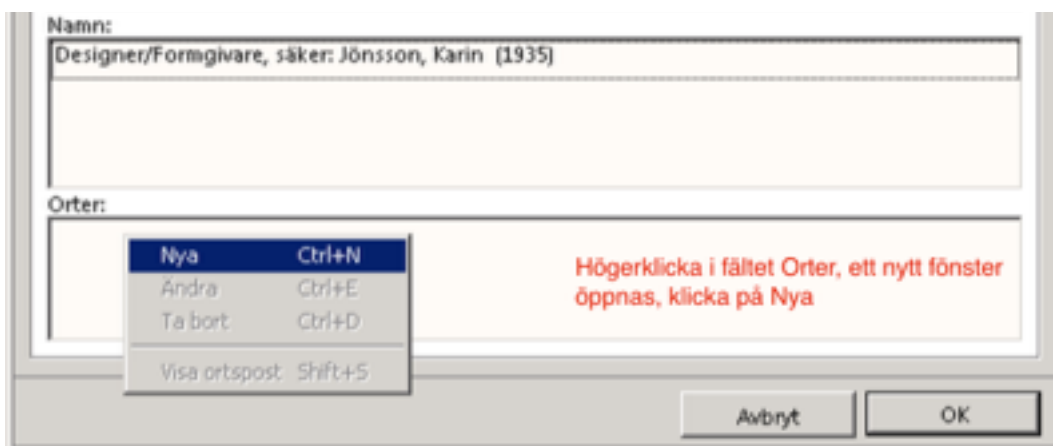 Namn:
Designer/Formgivare, säker: Jönsson, Karin (1935)
Orter:
Nya Ctrl+N
Ändra Ctrl+E
Ta bort Ctrl+D
Visa ortspost Shift+S
Högerklicka i fältet Orter, ett nytt fönster
öppnas, klicka på Nya
Avbryt OK